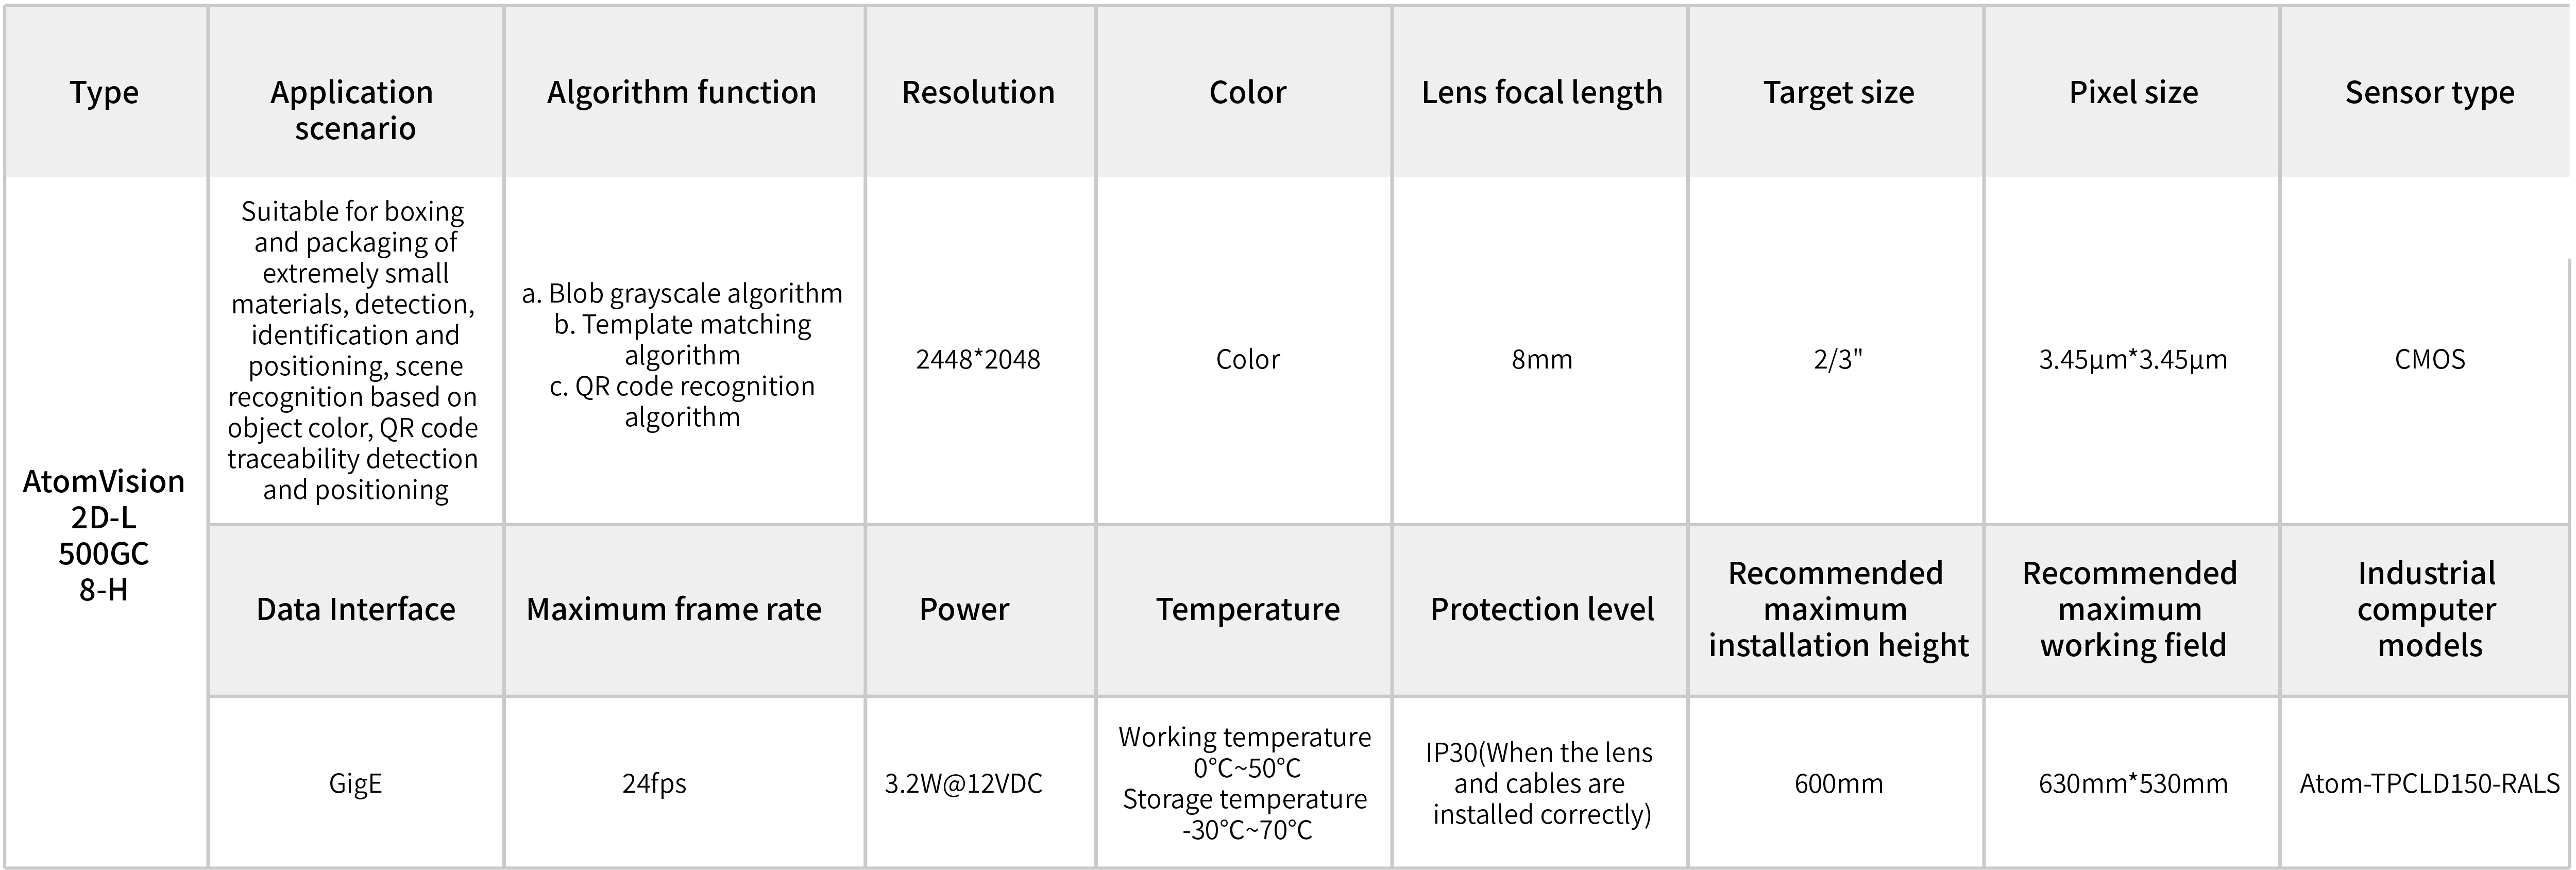 Type
Application
scenario
Algorithm function
Resolution
Color
Lens focal length
Target size
Pixel size
Sensor type
AtomVision
2D-L
500GC
8-H
Suitable for boxing
and packaging of
extremely small
materials, detection,
identification and
positioning, scene
recognition based on
object color, QR code
traceability detection
and positioning
a. Blob grayscale algorithm
b. Template matching
algorithm
c. QR code recognition
algorithm
2448*2048
Color
8mm
2/3"
3.45μm*3.45μm
CMOS
Data Interface
Maximum frame rate
Power
Temperature
Protection level
Recommended
maximum
installation height
Recommended
maximum
working field
Industrial
computer
models
GigE
24fps
3.2W@12VDC
Working temperature
0°C~50°C
Storage temperature
-30°C~70°C
IP30(When the lens
and cables are
installed correctly)
600mm
630mm*530mm
Atom-TPCLD150-RALS